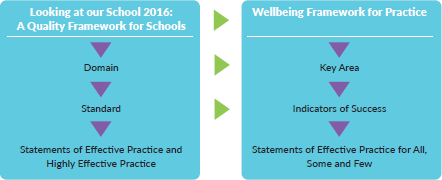 Looking at our School 2016:
A Quality Framework for Schools
Domain
Standard
Statements of Effective Practice and
Highly Effective Practice
Wellbeing Framework for Practice
Key Area
Indicators of Success
Statements of Effective Practice for All,
Some and Few